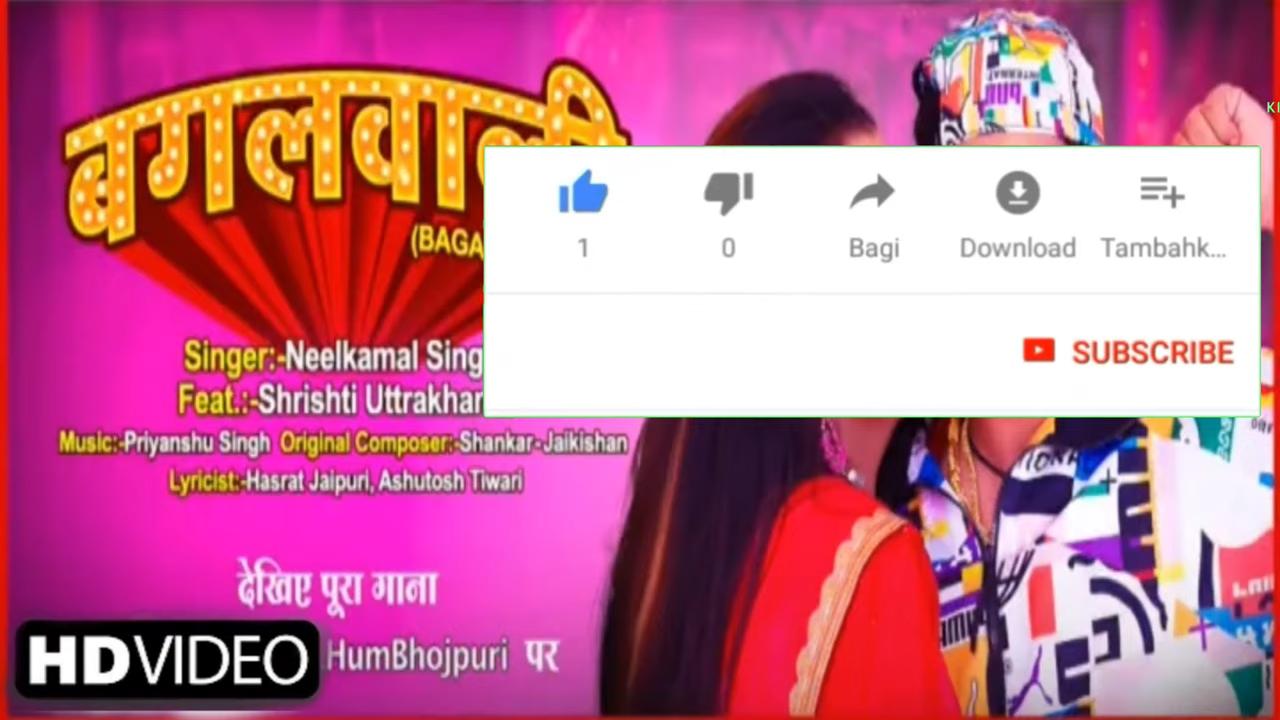 बगलवाली
(BAGA
Singer:-Neelkamal Sing
Feat.:-Shrishti Uttrakhan
Music:-Priyanshu Singh Original Composer:-Shankar-Jaikishan
Lyricist:-Hasrat Jaipuri, Ashutosh Tiwari
देखिए पूरा गाना
HumBhojpuri पर
HDVIDEO
1 0 Bagi Download Tambahk...
SUBSCRIBE